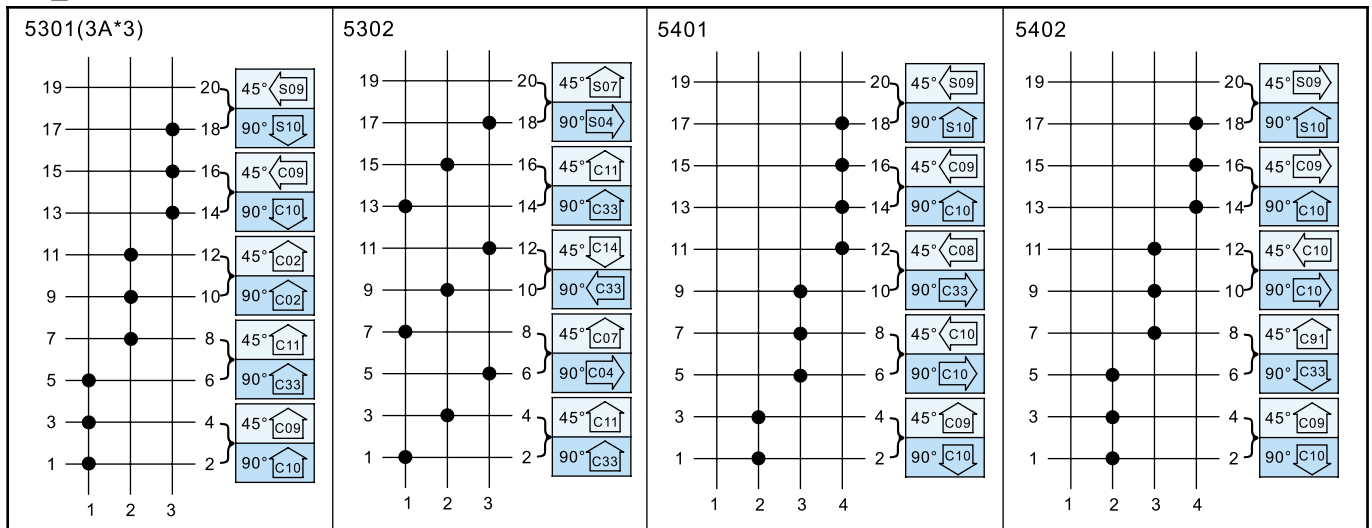 5301(3A*3)
19 20 45° S09
17 18 90° S10
15 16 45° C09
13 14 90° C10
11 12 45° C02
9 10 90° C02
7 8 45° C11
5 6 90° C33
3 4 45° C09
1 2 90° C10
1 2 3
5302
19 20 45° S07
17 18 90° S04
15 16 45° C11
13 14 90° C33
11 12 45° C14
9 10 90° C33
7 8 45° C07
5 6 90° C04
3 4 45° C11
1 2 90° C33
1 2 3
5401
19 20 45° S09
17 18 90° S10
15 16 45° C09
13 14 90° C10
11 12 45° C08
9 10 90° C33
7 8 45° C10
5 6 90° C10
3 4 45° C09
1 2 90° C10
1 2 3 4
5402
19 20 45° S09
17 18 90° S10
15 16 45° C09
13 14 90° C10
11 12 45° C10
9 10 90° C10
7 8 45° C91
5 6 90° C33
3 4 45° C09
1 2 90° C10
1 2 3 4